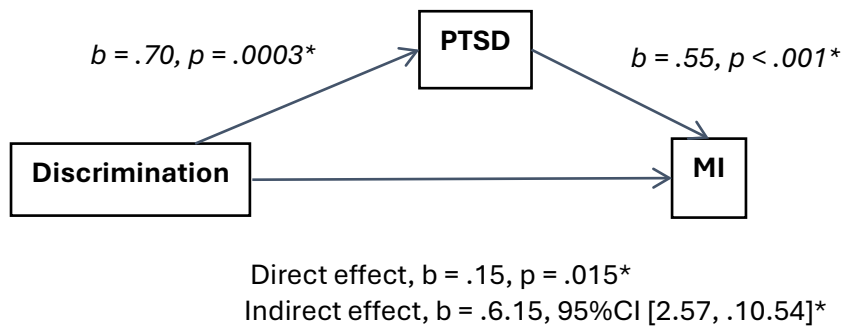 PTSD
b = .70, p = .0003*
b = .55, p < .001*
Discrimination
MI
Direct effect, b = .15, p = .015*
Indirect effect, b = .6.15, 95%CI [2.57, .10.54]*